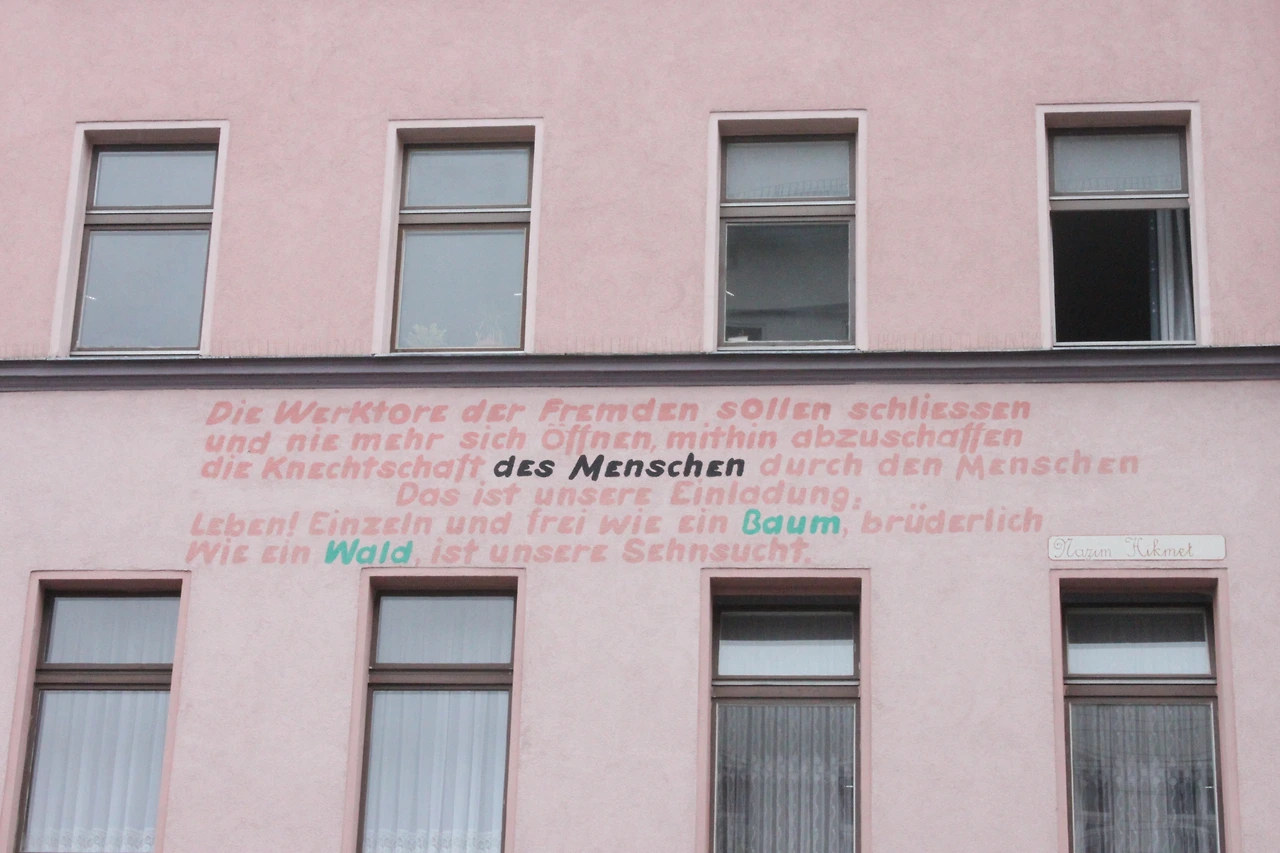 Die Werktore der Fremden sollen schliessen
und nie mehr sich Öffnen, mithin abzuschaffen
die Knechtschaft des Menschen durch den Menschen
Das ist unsere Einladung.
Leben! Einzeln und frei wie ein Baum, brüderlich
Wie ein Wald, ist unsere Sehnsucht.
Nazim Hikmet